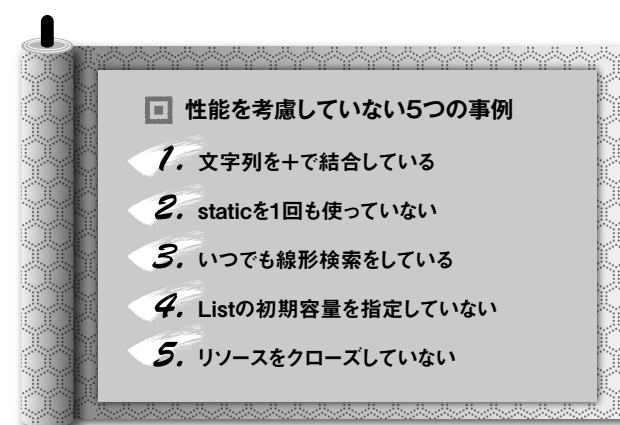 性能を考慮していない5つの事例
1. 文字列を＋で結合している
2. staticを1回も使っていない
3. いつでも線形検索をしている
4. Listの初期容量を指定していない
5. リソースをクローズしていない